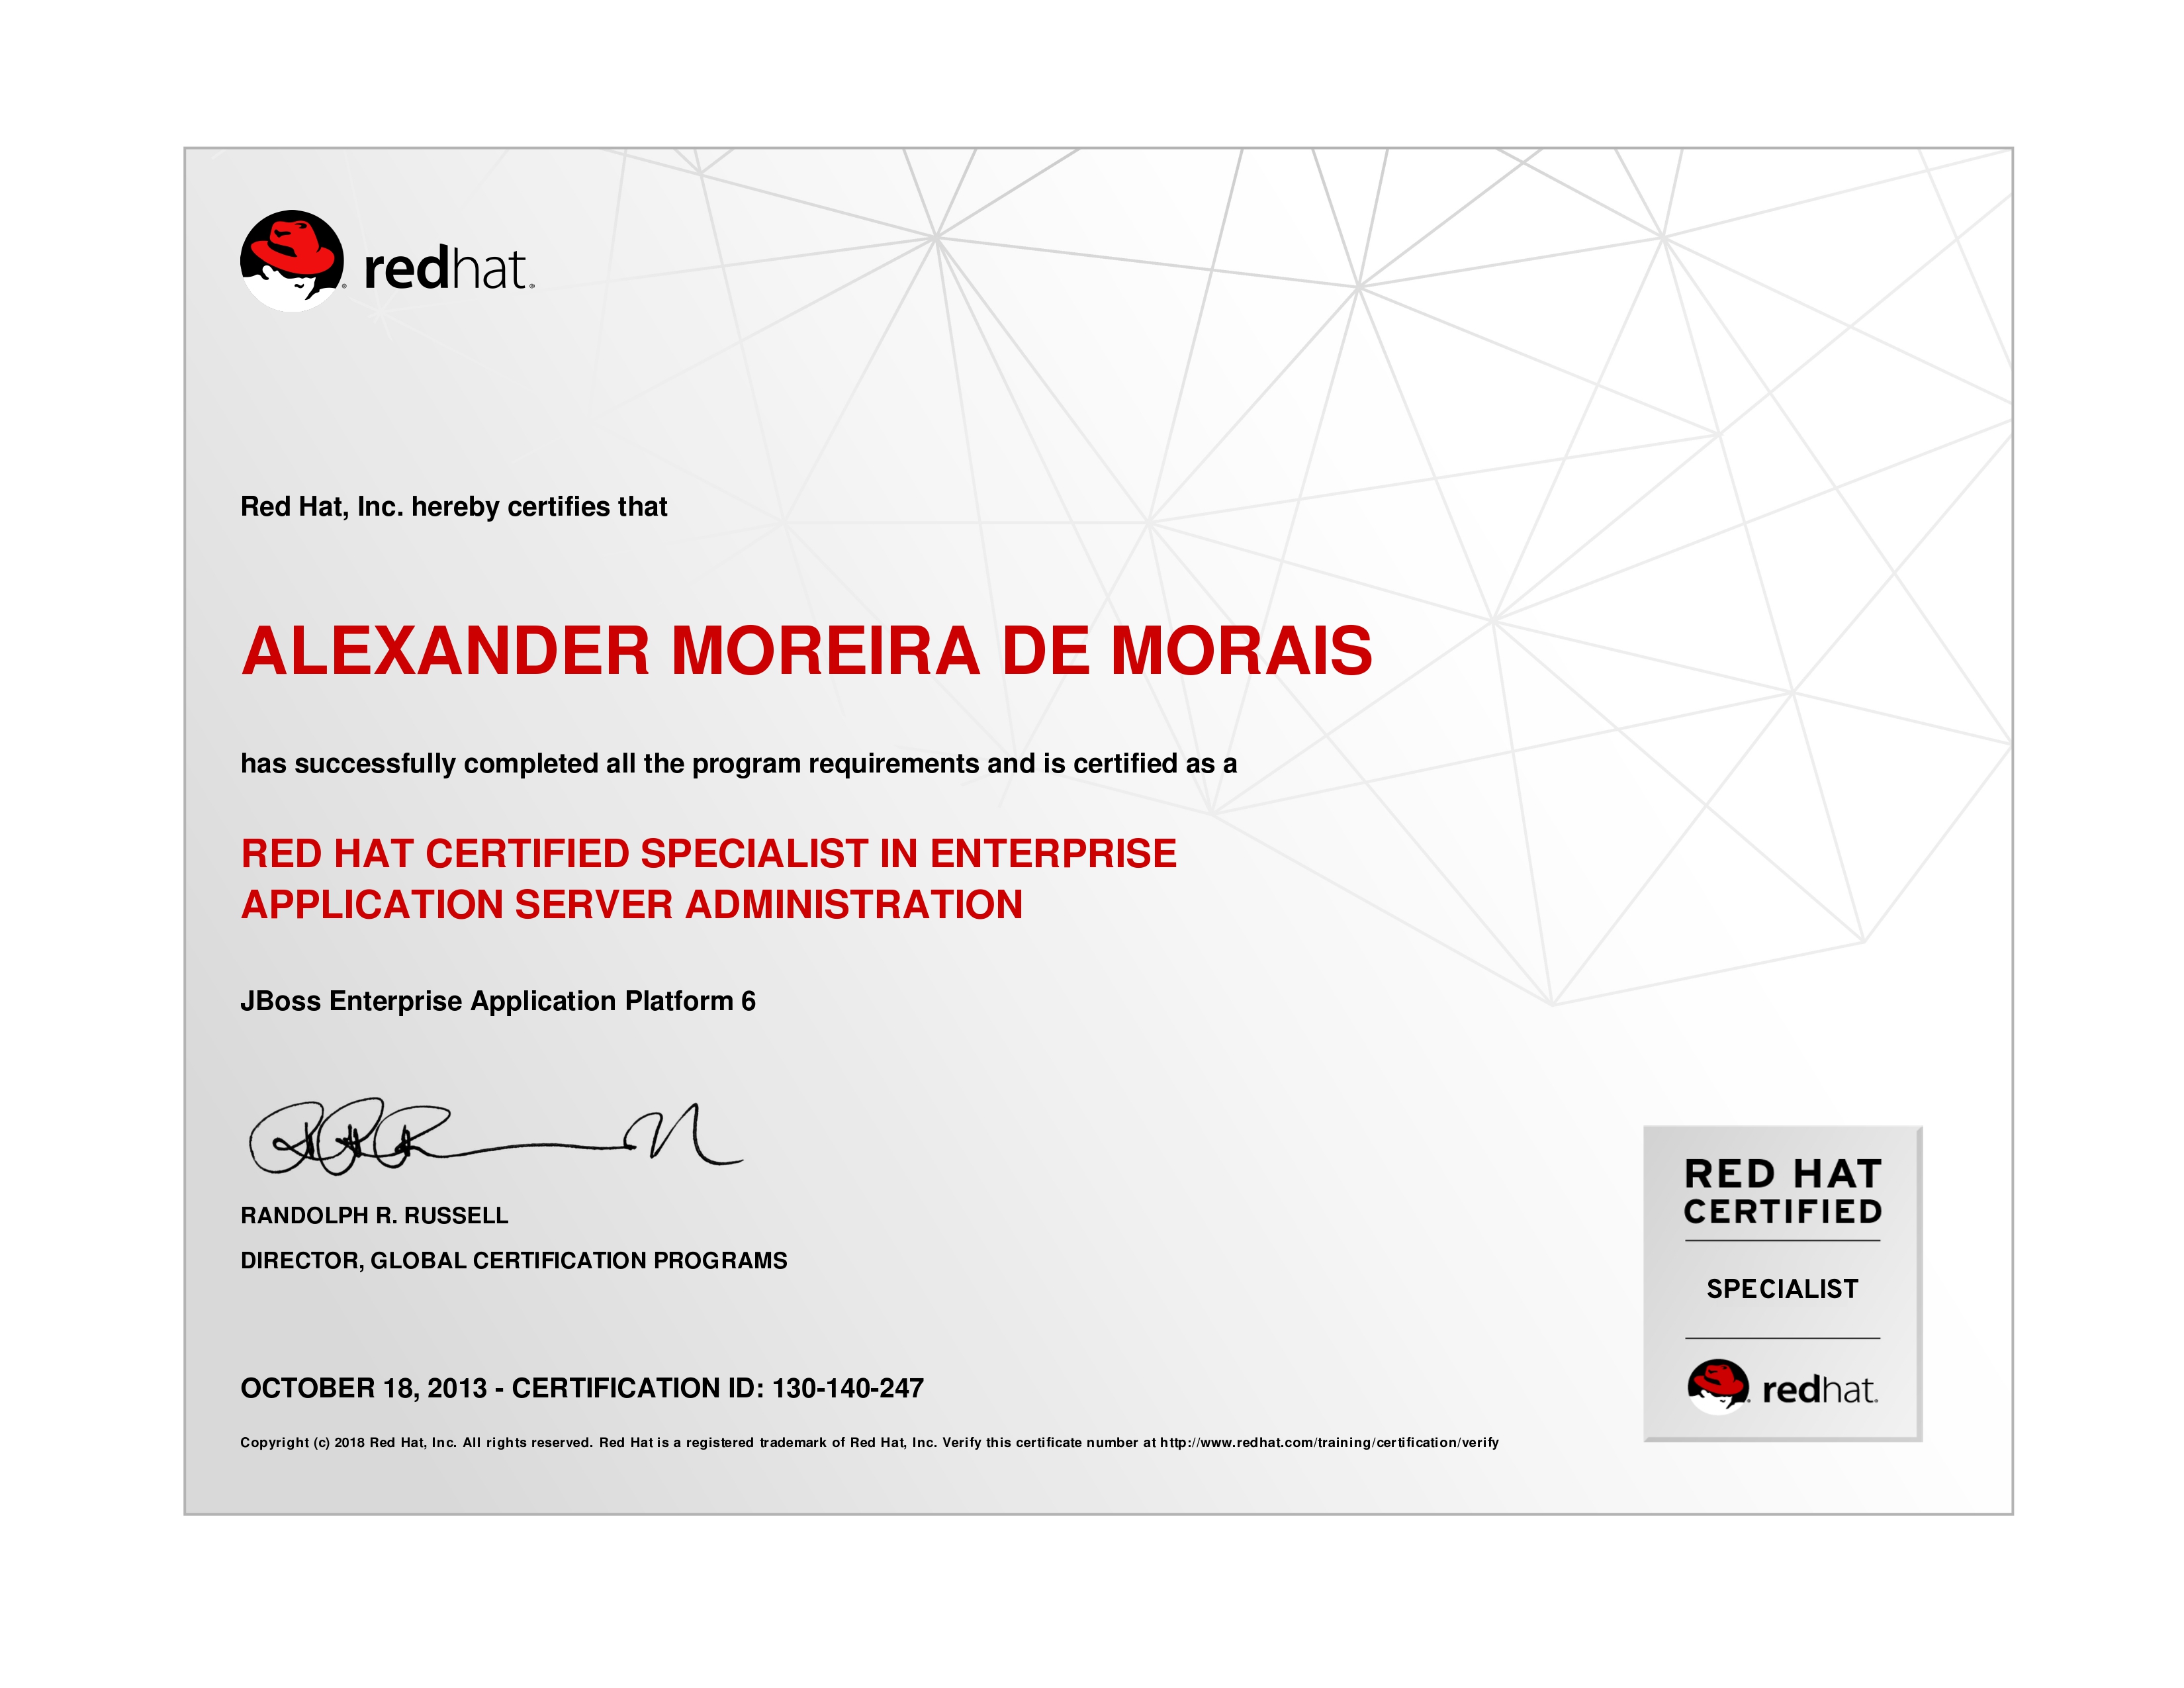 redhat.
Red Hat, Inc. hereby certifies that
ALEXANDER MOREIRA DE MORAIS
has successfully completed all the program requirements and is certified as a
RED HAT CERTIFIED SPECIALIST IN ENTERPRISE
APPLICATION SERVER ADMINISTRATION
JBoss Enterprise Application Platform 6
RANDOLPH R. RUSSELL
DIRECTOR, GLOBAL CERTIFICATION PROGRAMS
OCTOBER 18, 2013 - CERTIFICATION ID: 130-140-247
Copyright (c) 2018 Red Hat, Inc. All rights reserved. Red Hat is a registered trademark of Red Hat, Inc. Verify this certificate number at http://www.redhat.com/training/certification/verify
RED HAT
CERTIFIED
SPECIALIST
redhat.